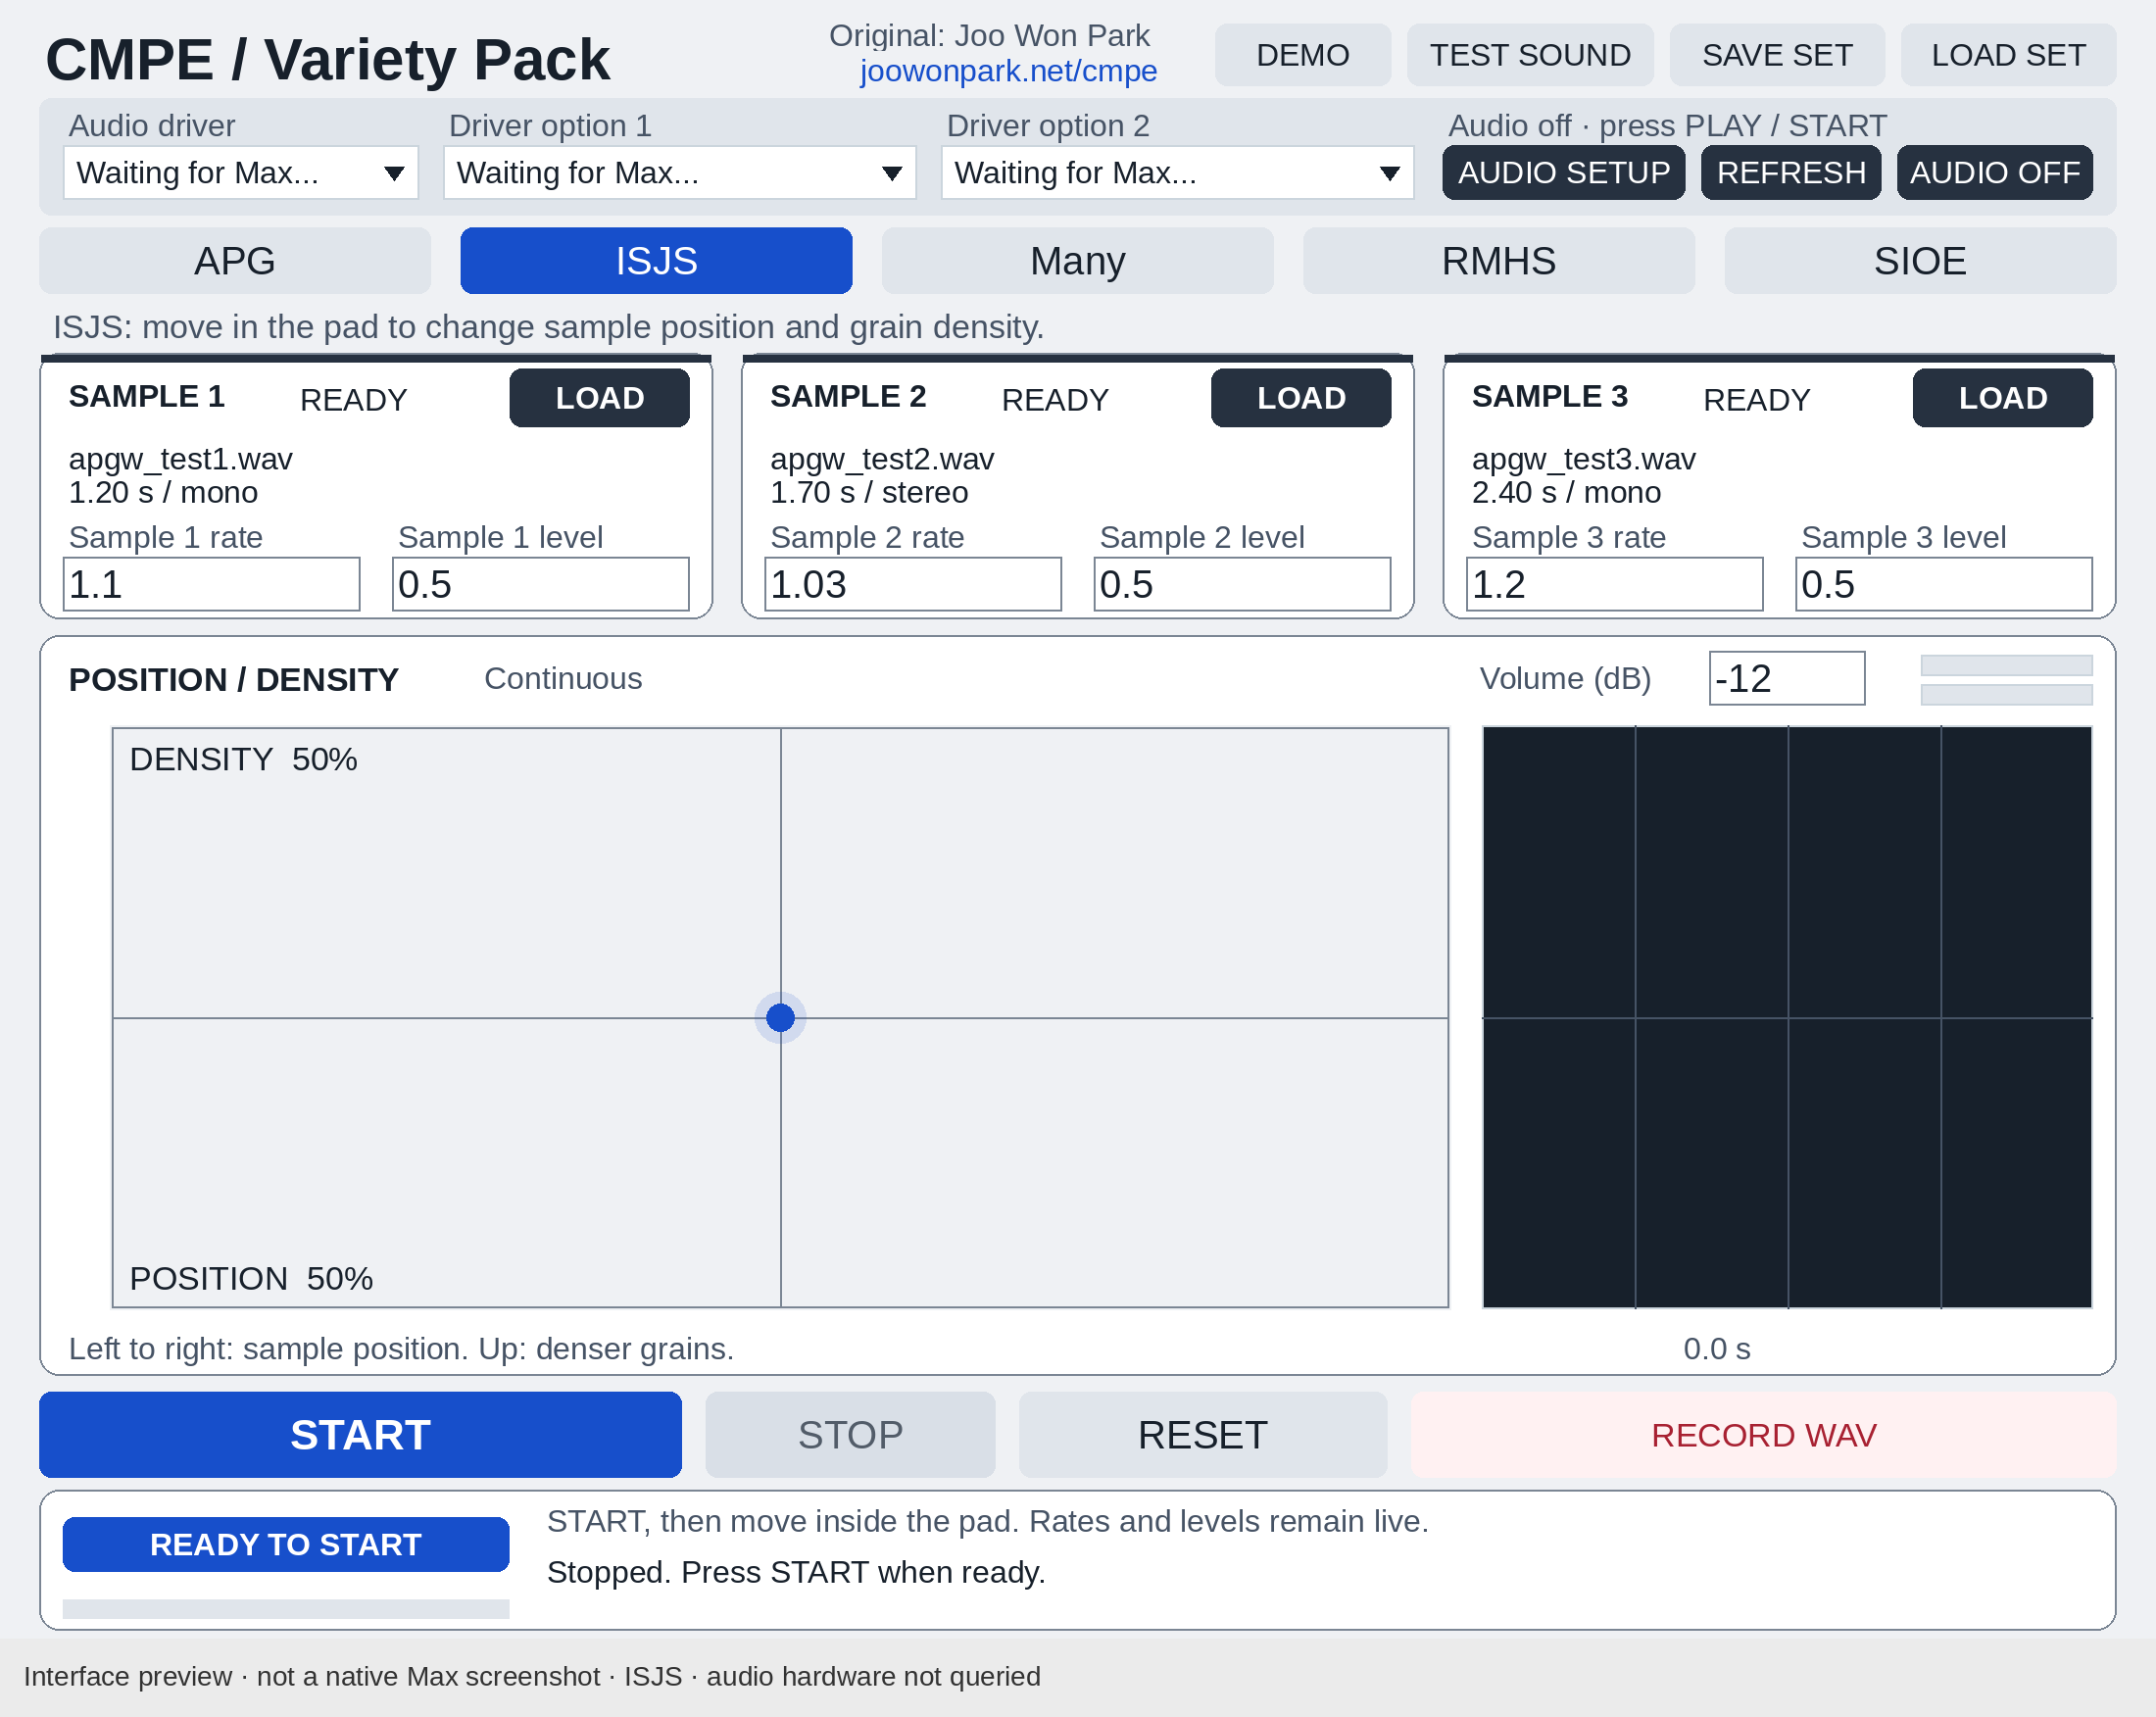 CMPE / Variety Pack
Original: Joo Won Park
joowonpark.net/cmpe
DEMO
TEST SOUND
SAVE SET
LOAD SET
Audio driver
Driver option 1
Driver option 2
Audio off · press PLAY / START
Waiting for Max...
Waiting for Max...
Waiting for Max...
AUDIO SETUP
REFRESH
AUDIO OFF
APG
ISJS
Many
RMHS
SIOE
ISJS: move in the pad to change sample position and grain density.
SAMPLE 1
READY
LOAD
apgw_test1.wav
1.20 s / mono
Sample 1 rate
Sample 1 level
1.1
0.5
SAMPLE 2
READY
LOAD
apgw_test2.wav
1.70 s / stereo
Sample 2 rate
Sample 2 level
1.03
0.5
SAMPLE 3
READY
LOAD
apgw_test3.wav
2.40 s / mono
Sample 3 rate
Sample 3 level
1.2
0.5
POSITION / DENSITY
Continuous
Volume (dB)
-12
DENSITY 50%
POSITION 50%
Left to right: sample position. Up: denser grains.
0.0 s
START
STOP
RESET
RECORD WAV
READY TO START
START, then move inside the pad. Rates and levels remain live.
Stopped. Press START when ready.
Interface preview · not a native Max screenshot · ISJS · audio hardware not queried